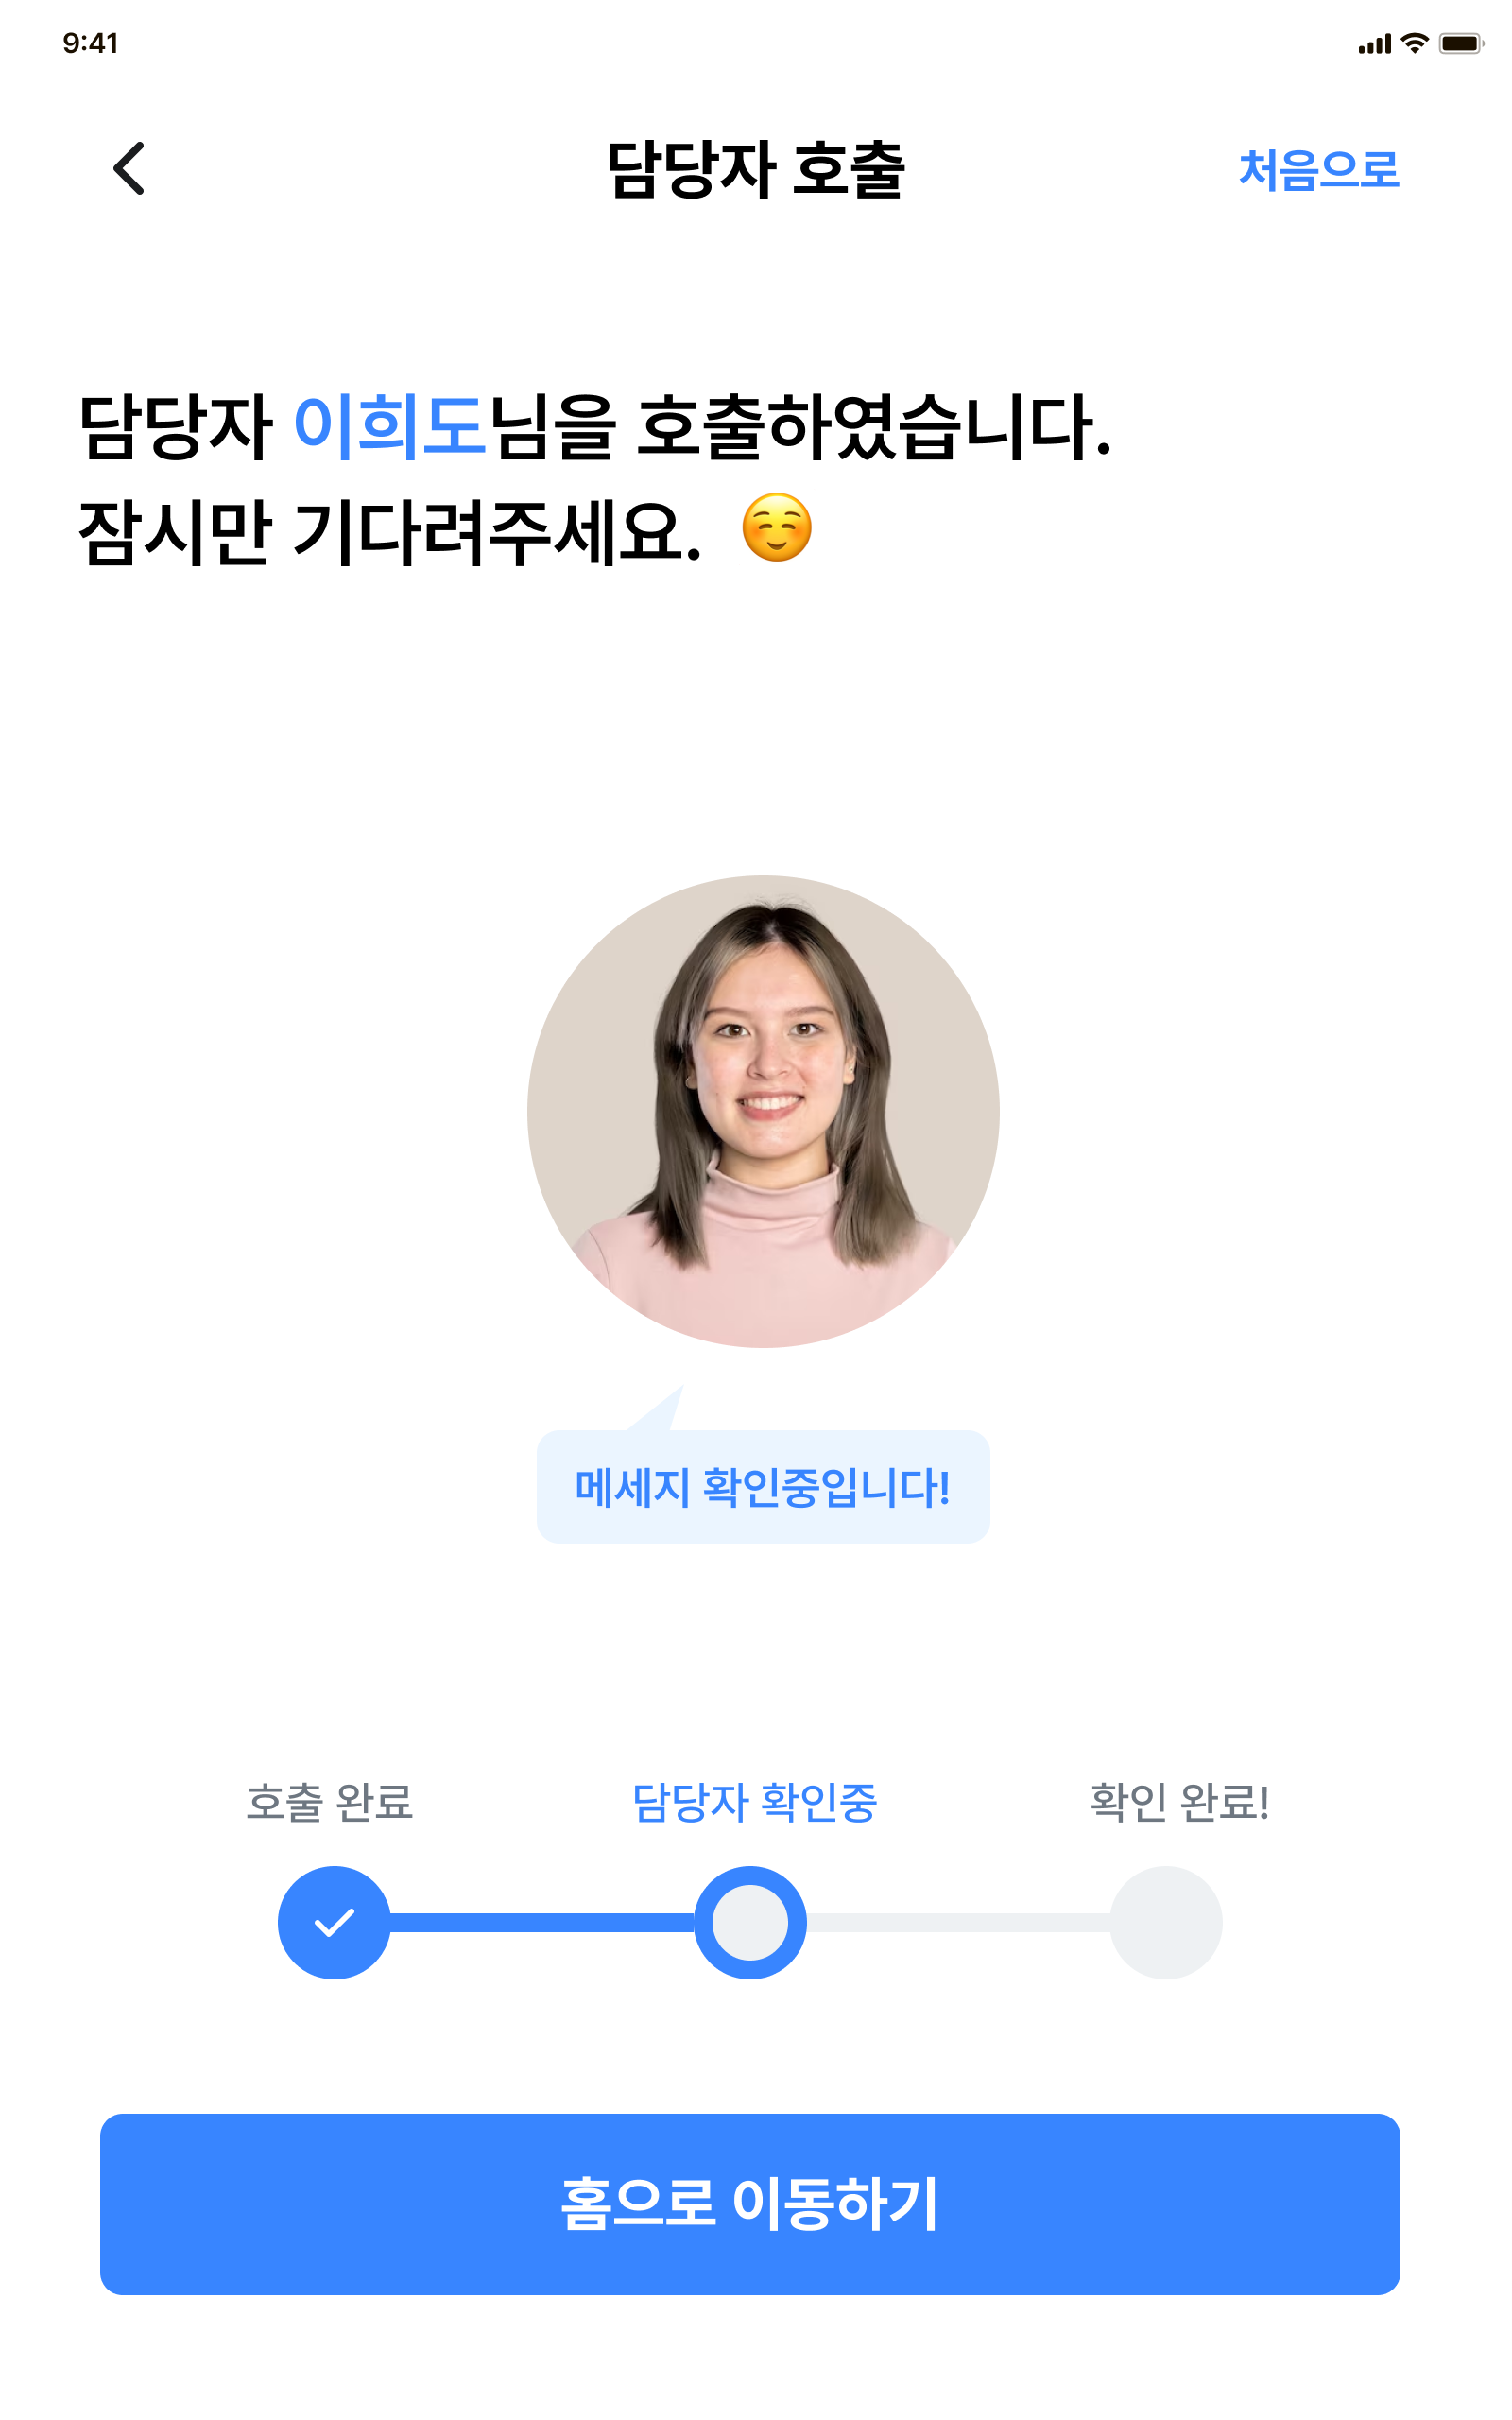 9:41
담당자 호출
처음으로
담당자 이희도님을 호출하였습니다.
잠시만 기다려주세요. ☺️
메세지 확인중입니다!
호출 완료
담당자 확인중
확인 완료!
홈으로 이동하기